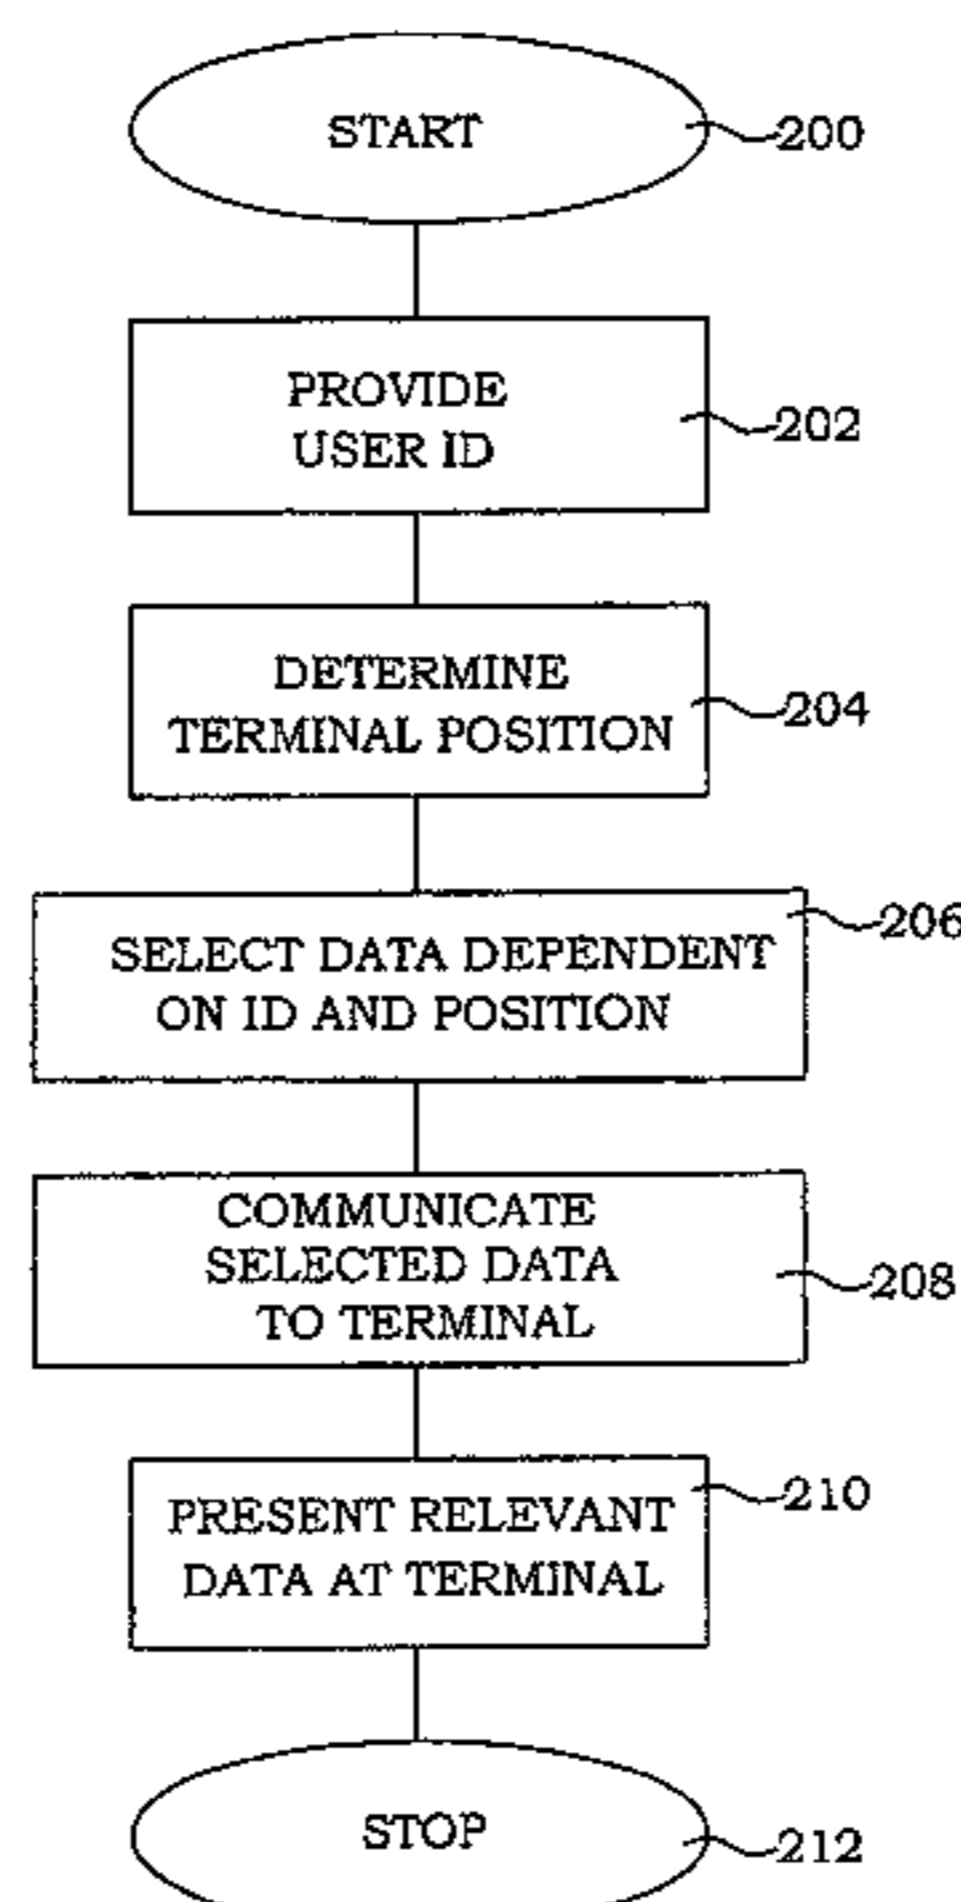 START
200
PROVIDE
USER ID
202
DETERMINE
TERMINAL POSITION
204
SELECT DATA DEPENDENT
ON ID AND POSITION
206
COMMUNICATE
SELECTED DATA
TO TERMINAL
208
PRESENT RELEVANT
DATA AT TERMINAL
210
STOP
212